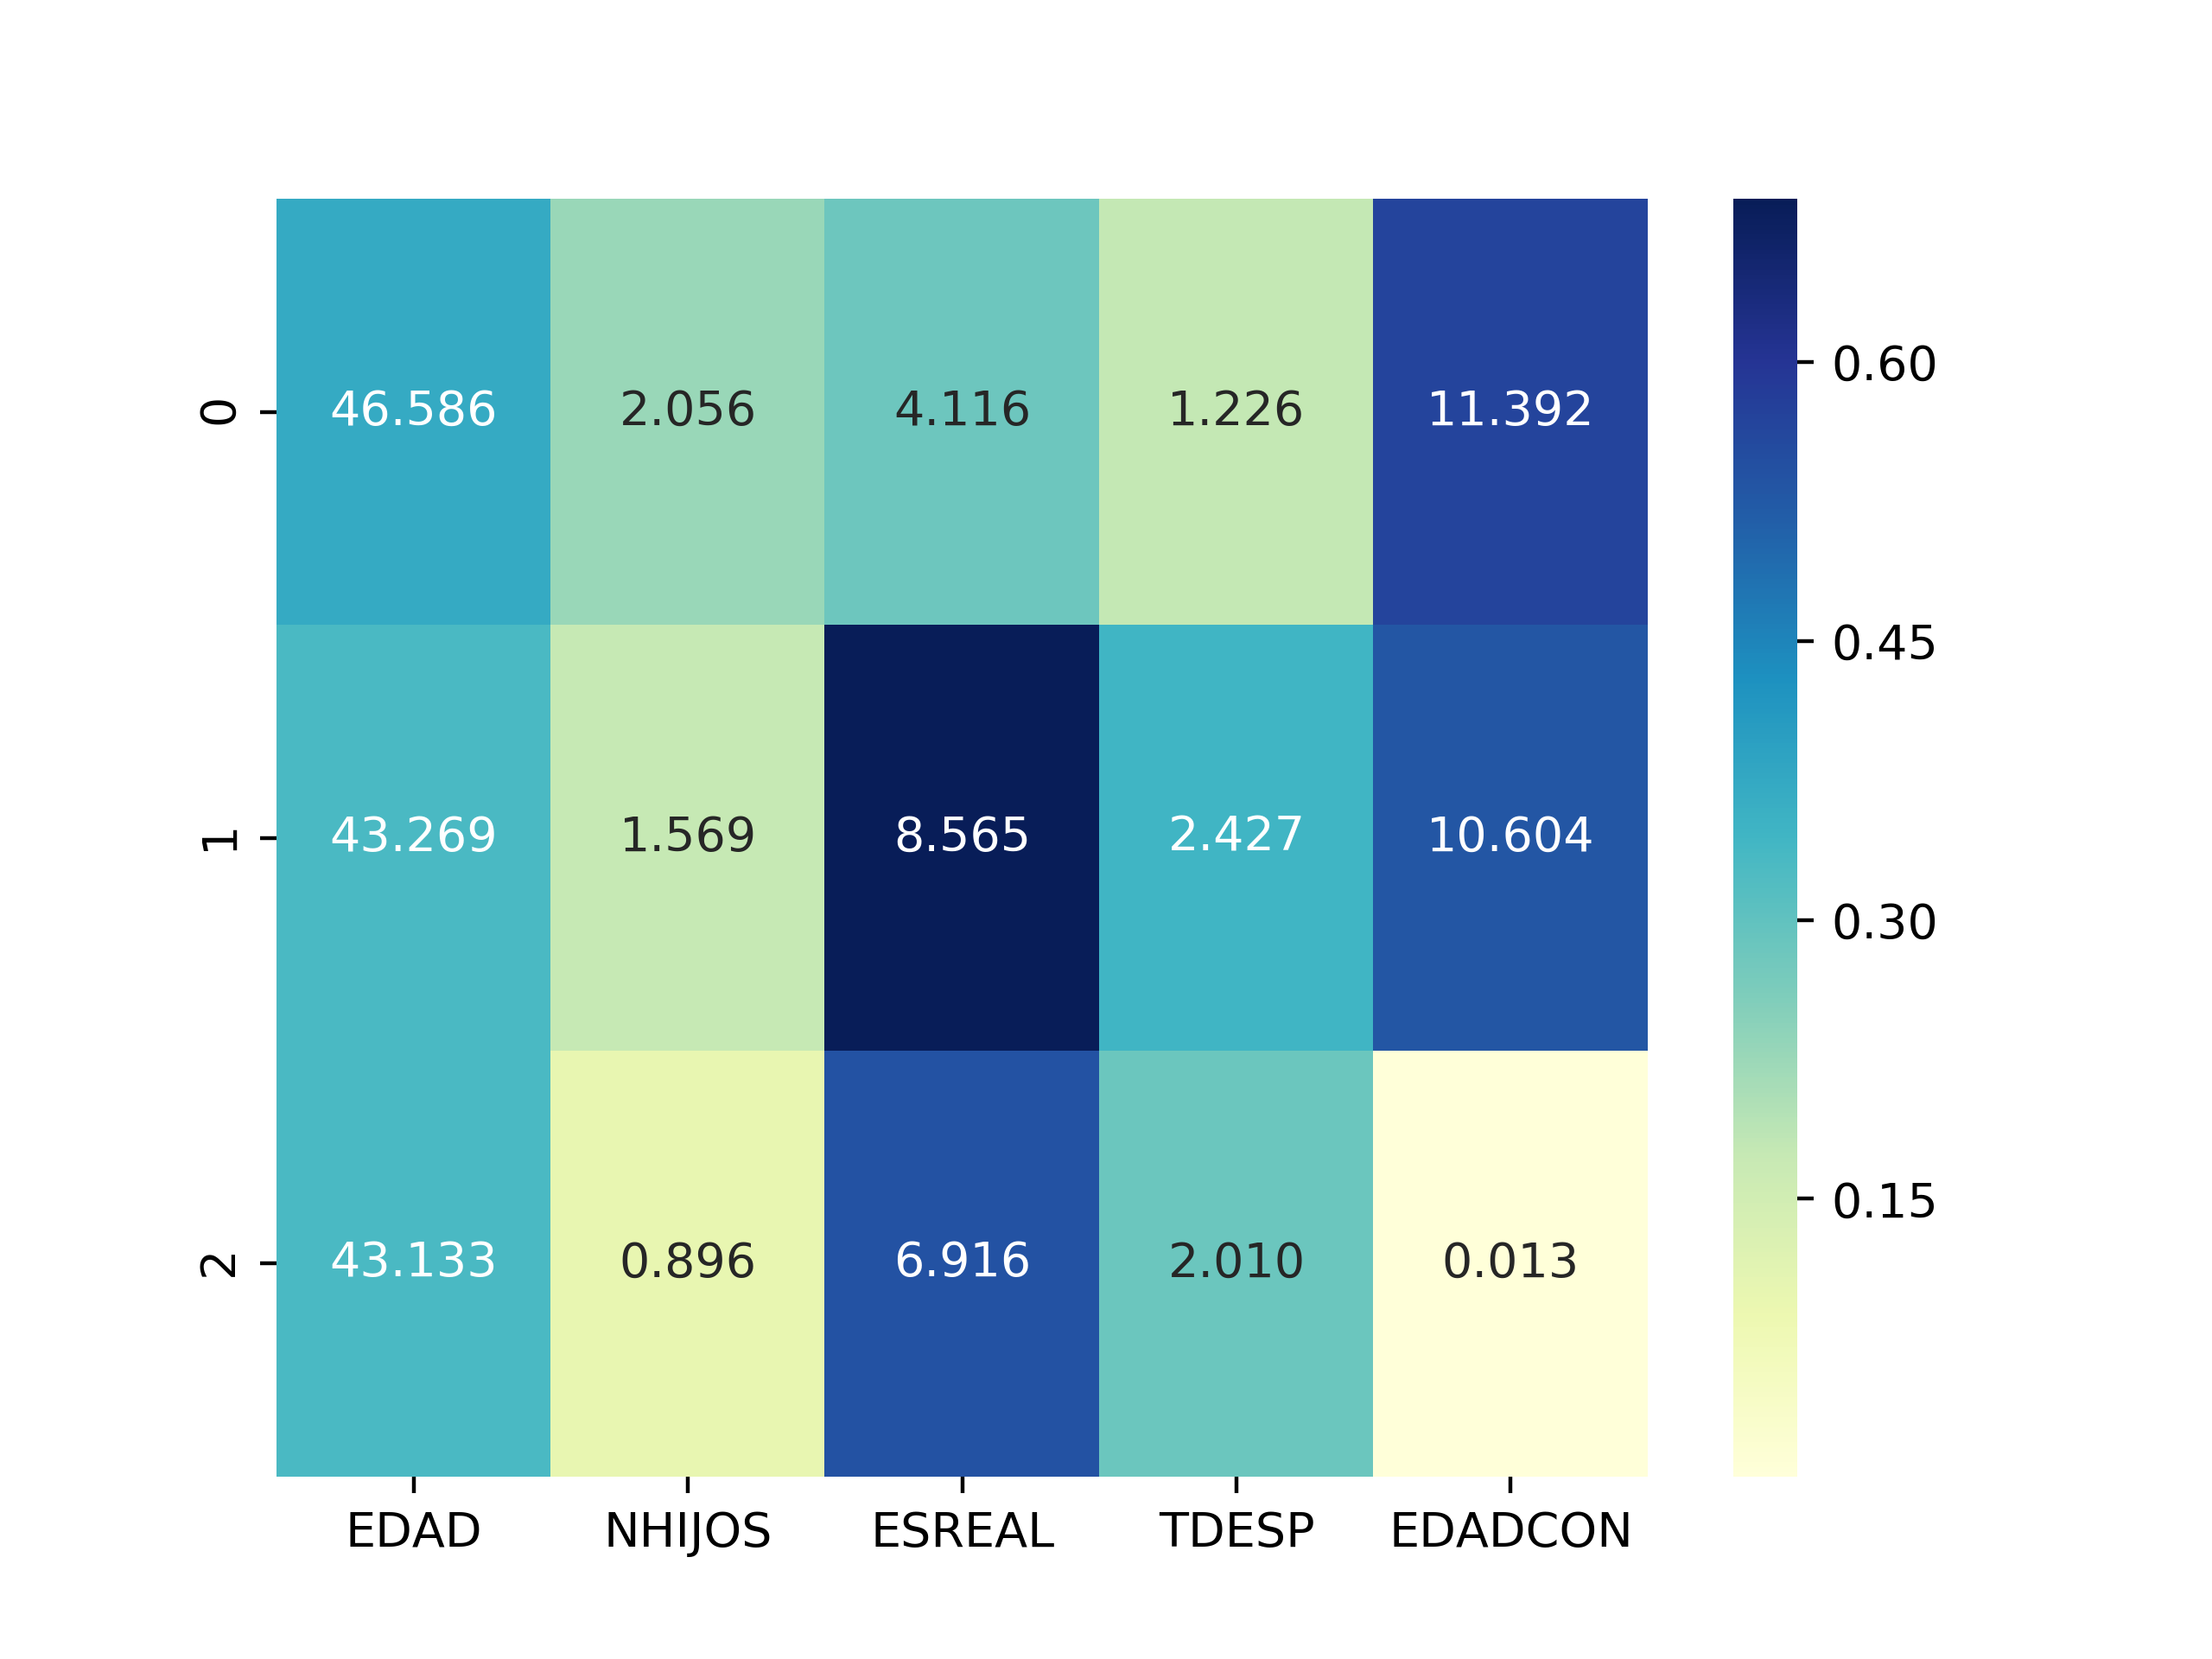 0.60
0 46.586 2.056 4.116 1.226 11.392
0.45
1 43.269 1.569 8.565 2.427 10.604
0.30
0.15
2 43.133 0.896 6.916 2.010 0.013
EDAD NHIJOS ESREAL TDESP EDADCON